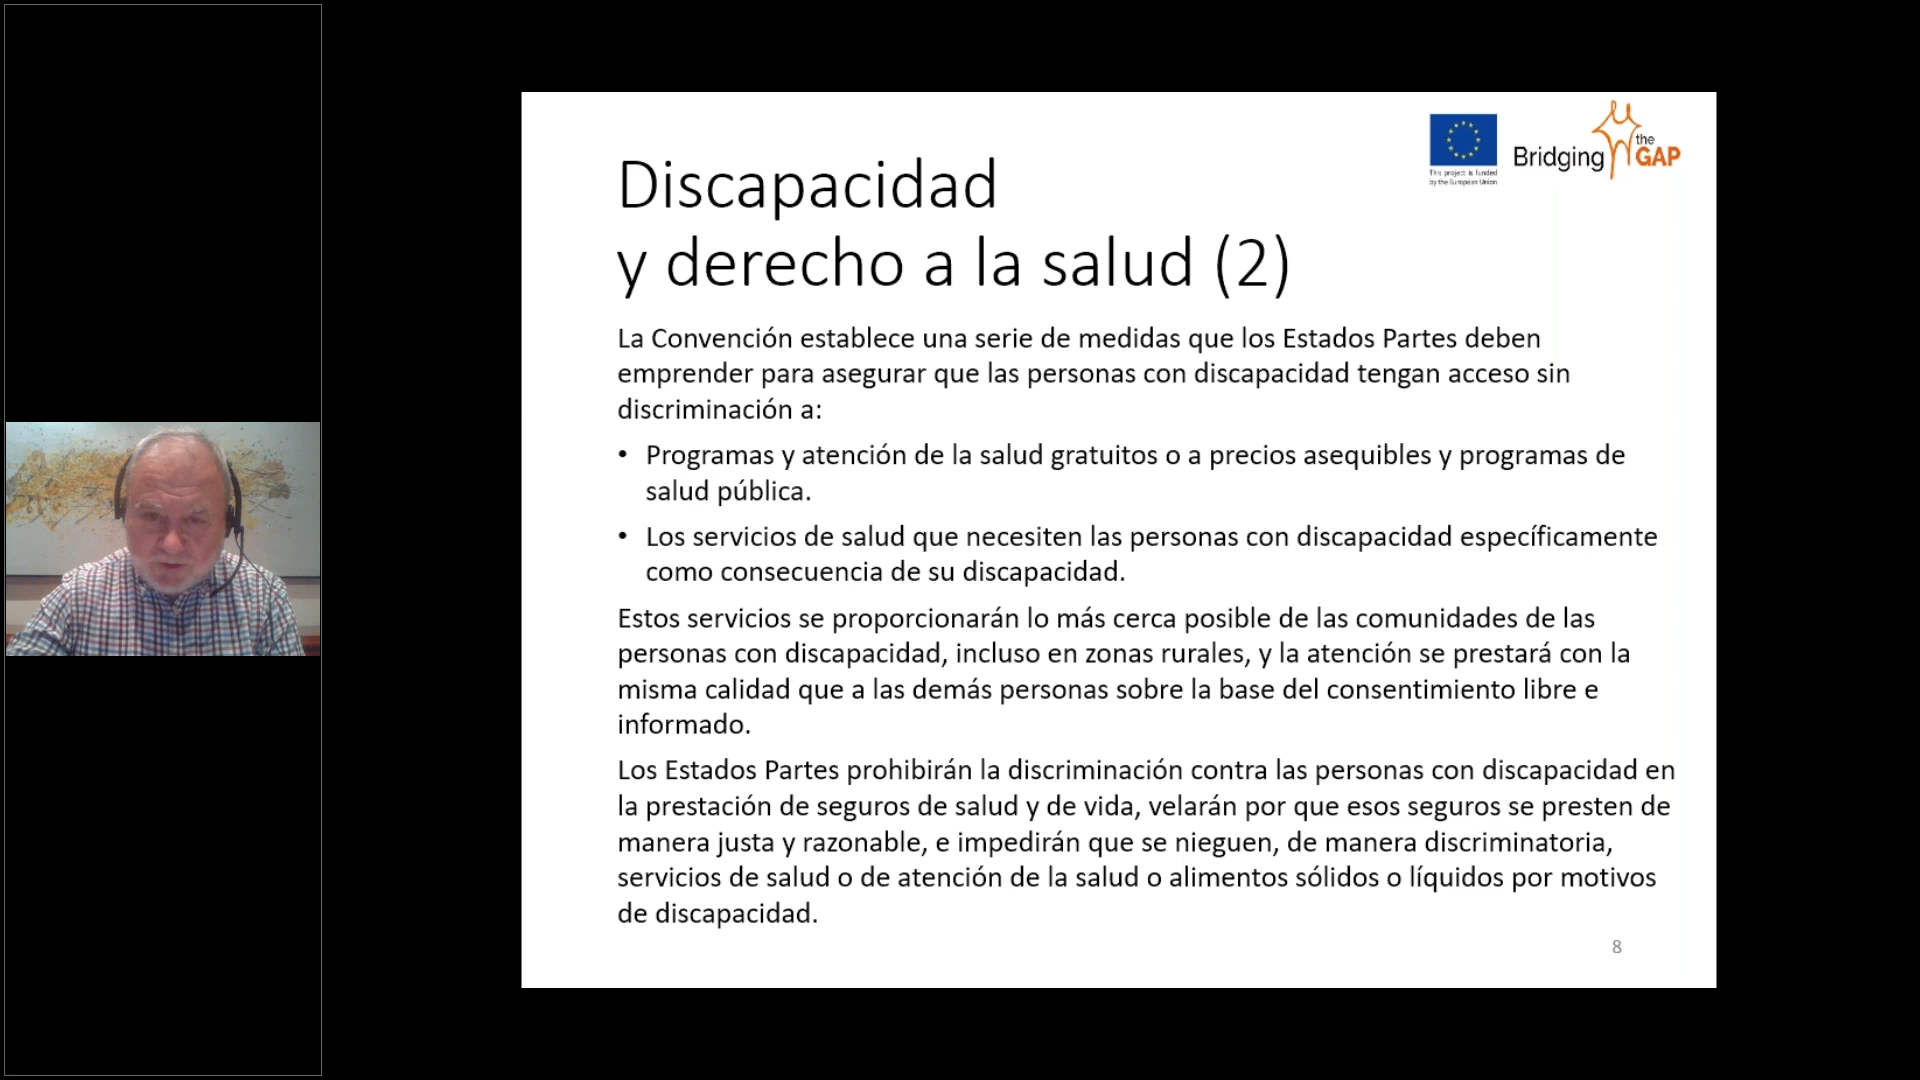 This project is funded
by the European Union
Bridging the GAP
Discapacidad
y derecho a la salud (2)
La Convención establece una serie de medidas que los Estados Partes deben
emprender para asegurar que las personas con discapacidad tengan acceso sin
discriminación a:
• Programas y atención de la salud gratuitos o a precios asequibles y programas de
salud pública.
• Los servicios de salud que necesiten las personas con discapacidad específicamente
como consecuencia de su discapacidad.
Estos servicios se proporcionarán lo más cerca posible de las comunidades de las
personas con discapacidad, incluso en zonas rurales, y la atención se prestará con la
misma calidad que a las demás personas sobre la base del consentimiento libre e
informado.
Los Estados Partes prohibirán la discriminación contra las personas con discapacidad en
la prestación de seguros de salud y de vida, velarán por que esos seguros se presten de
manera justa y razonable, e impedirán que se nieguen, de manera discriminatoria,
servicios de salud o de atención de la salud o alimentos sólidos o líquidos por motivos
de discapacidad.
8